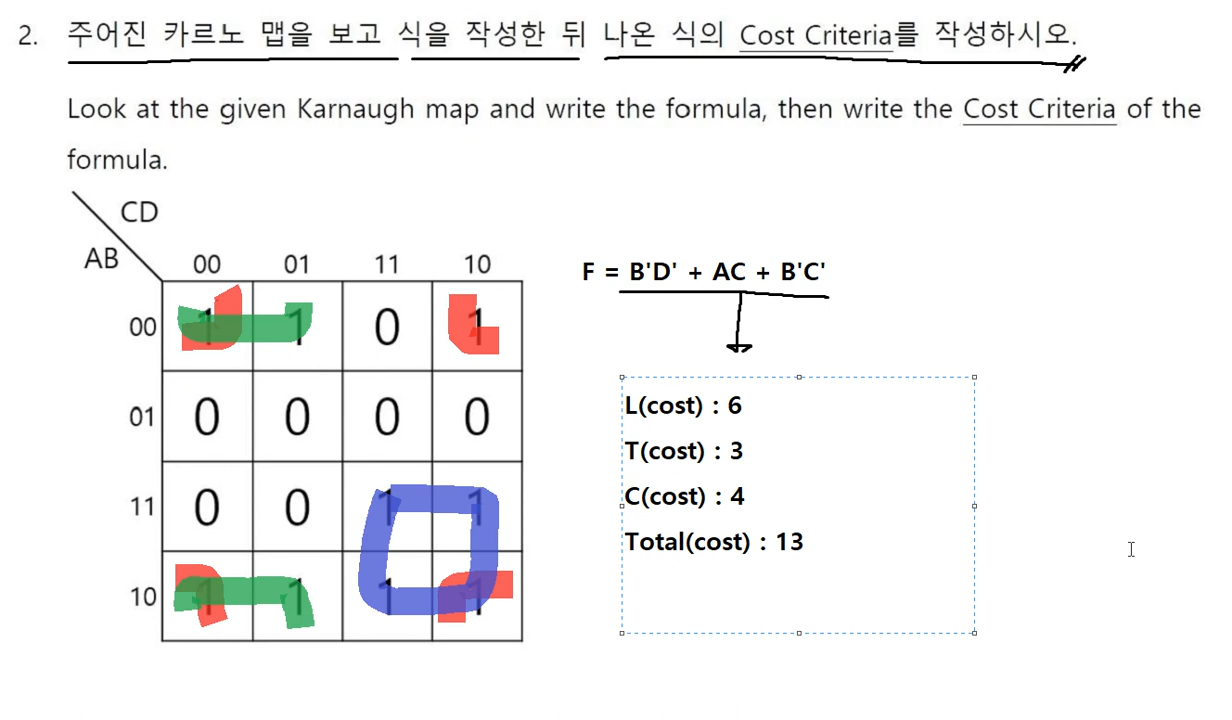 2. 주어진 카르노 맵을 보고 식을 작성한 뒤 나온 식의 Cost Criteria를 작성하시오.
Look at the given Karnaugh map and write the formula, then write the Cost Criteria of the
formula.
CD
AB 00 01 11 10
00 1 1 0 1
01 0 0 0 0
11 0 0 1 1
10 1 1 1 1
F = B'D' + AC + B'C'
L(cost) : 6
T(cost) : 3
C(cost) : 4
Total(cost) : 13